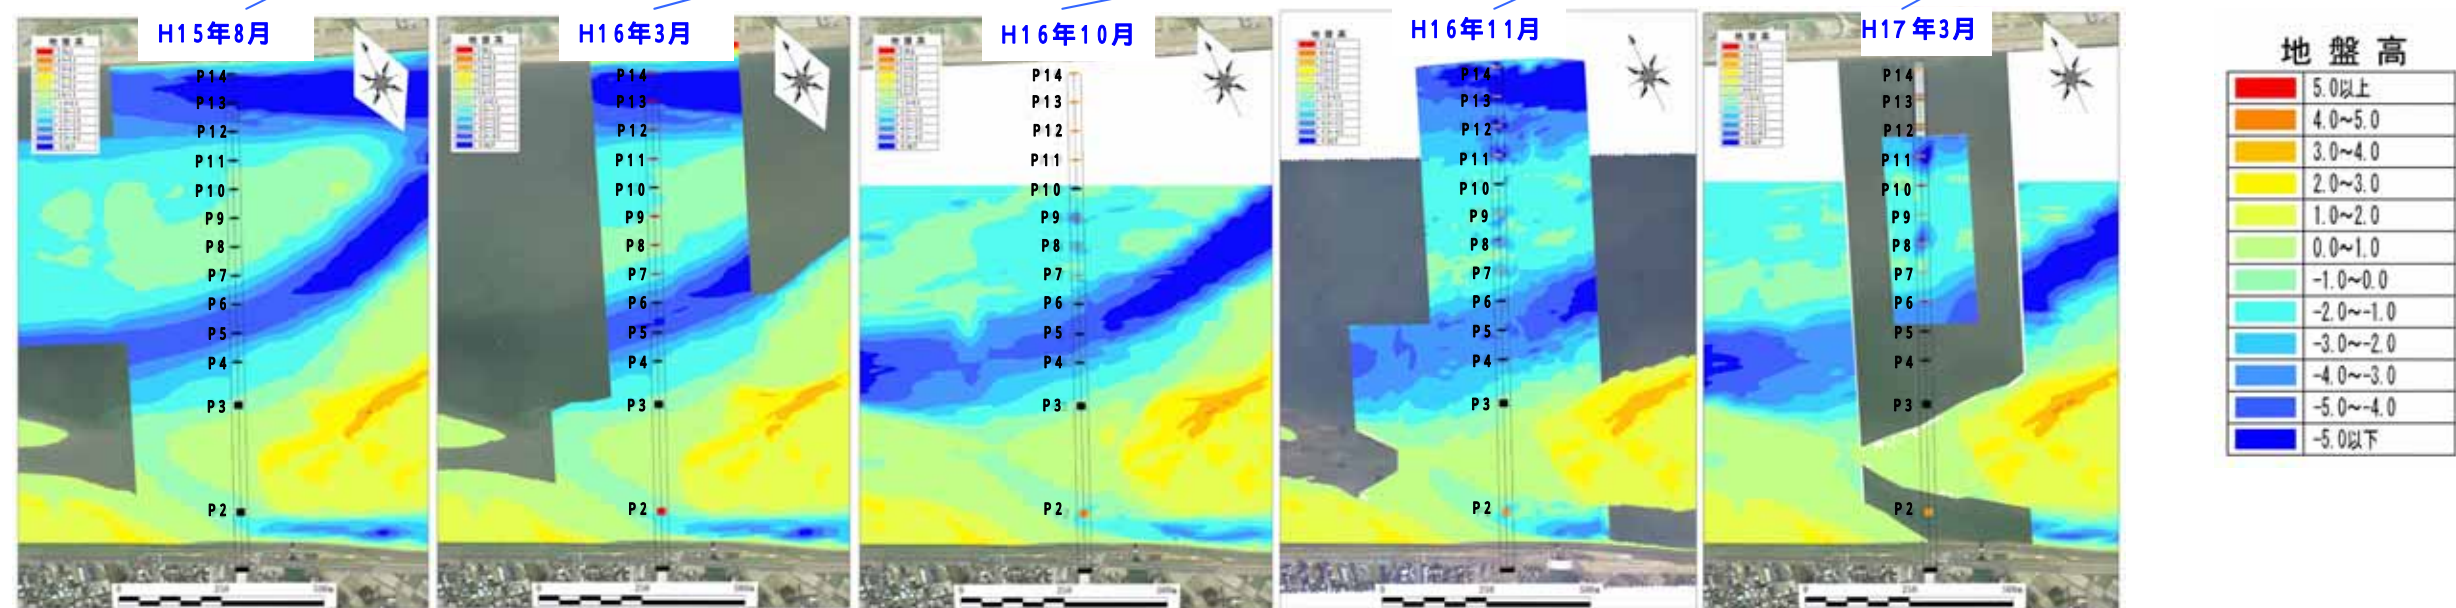 H15年8月
P14
P13
P12
P11
P10
P9
P8
P7
P6
P5
P4
P3
P2
H16年3月
P14
P13
P12
P11
P10
P9
P8
P7
P6
P5
P4
P3
P2
H16年10月
P14
P13
P12
P11
P10
P9
P8
P7
P6
P5
P4
P3
P2
H16年11月
P14
P13
P12
P11
P10
P9
P8
P7
P6
P5
P4
P3
P2
H17年3月
P14
P13
P12
P11
P10
P9
P8
P7
P6
P5
P4
P3
P2
地盤高
5.0以上
4.0~5.0
3.0~4.0
2.0~3.0
1.0~2.0
0.0~1.0
-1.0~0.0
-2.0~-1.0
-3.0~-2.0
-4.0~-3.0
-5.0~-4.0
-5.0以下